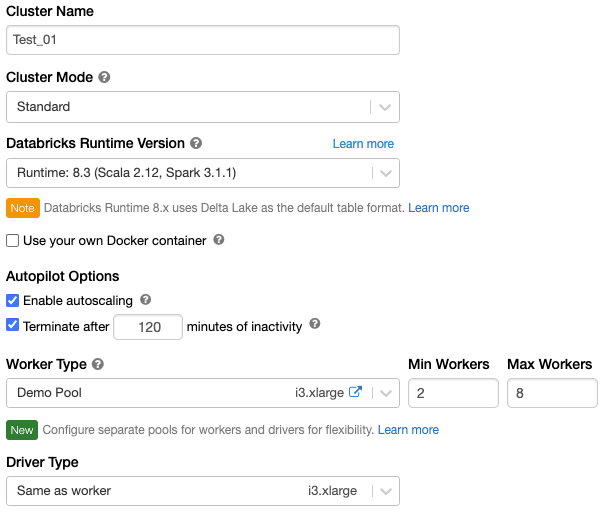 Cluster Name
Test_01
Cluster Mode ?
Standard
Databricks Runtime Version ? Learn more
Runtime: 8.3 (Scala 2.12, Spark 3.1.1)
Note Databricks Runtime 8.x uses Delta Lake as the default table format. Learn more
Use your own Docker container ?
Autopilot Options
Enable autoscaling ?
Terminate after 120 minutes of inactivity ?
Worker Type ? Min Workers Max Workers
Demo Pool i3.xlarge 2 8
New Configure separate pools for workers and drivers for flexibility. Learn more
Driver Type
Same as worker i3.xlarge